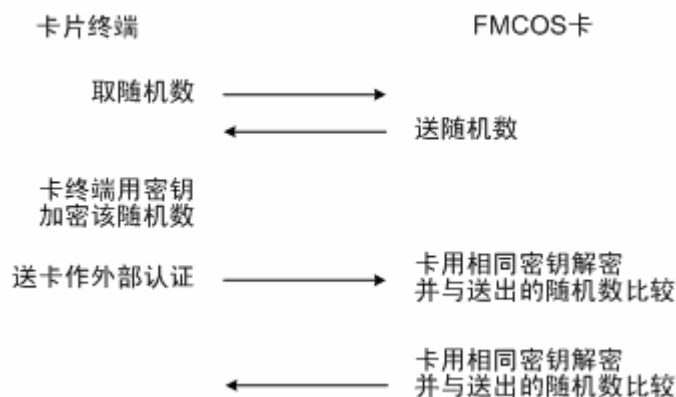 卡片终端
FMCOS卡
取随机数
送随机数
卡终端用密钥
加密该随机数
送卡作外部认证
卡用相同密钥解密
并与送出的随机数比较
卡用相同密钥解密
并与送出的随机数比较